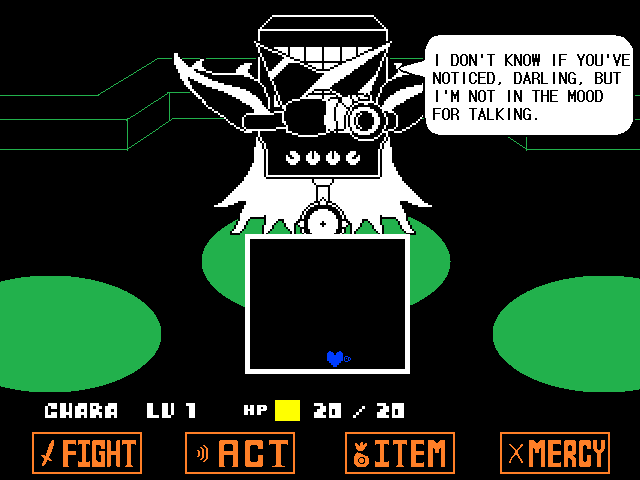 I DON'T KNOW IF YOU'VE
NOTICED, DARLING, BUT
I'M NOT IN THE MOOD
FOR TALKING.
CHARA LV 1 HP 20 / 20
FIGHT ACT ITEM MERCY